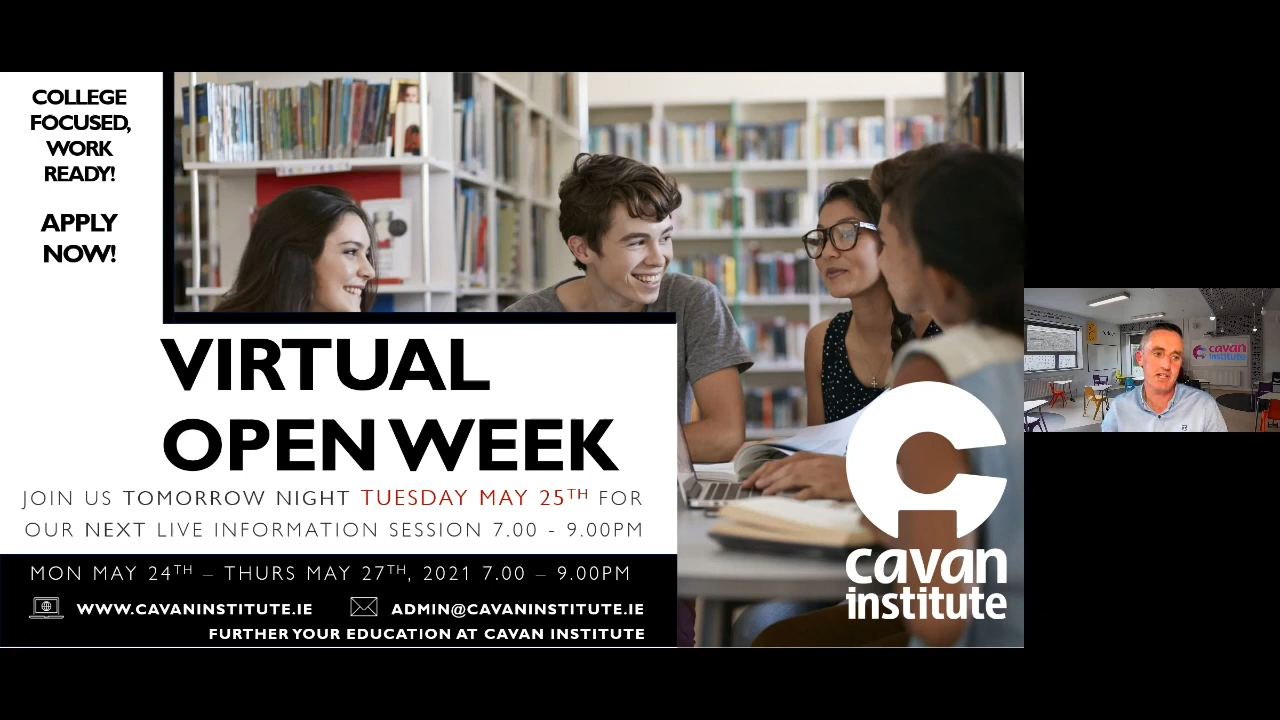 COLLEGE
FOCUSED,
WORK
READY!
APPLY
NOW!
VIRTUAL
OPEN WEEK
JOIN US TOMORROW NIGHT TUESDAY MAY 25TH FOR
OUR NEXT LIVE INFORMATION SESSION 7.00 - 9.00PM
MON MAY 24TH – THURS MAY 27TH, 2021 7.00 – 9.00PM
WWW.CAVANINSTITUTE.IE ADMIN@CAVANINSTITUTE.IE
FURTHER YOUR EDUCATION AT CAVAN INSTITUTE
cavan
institute
cavan
institute